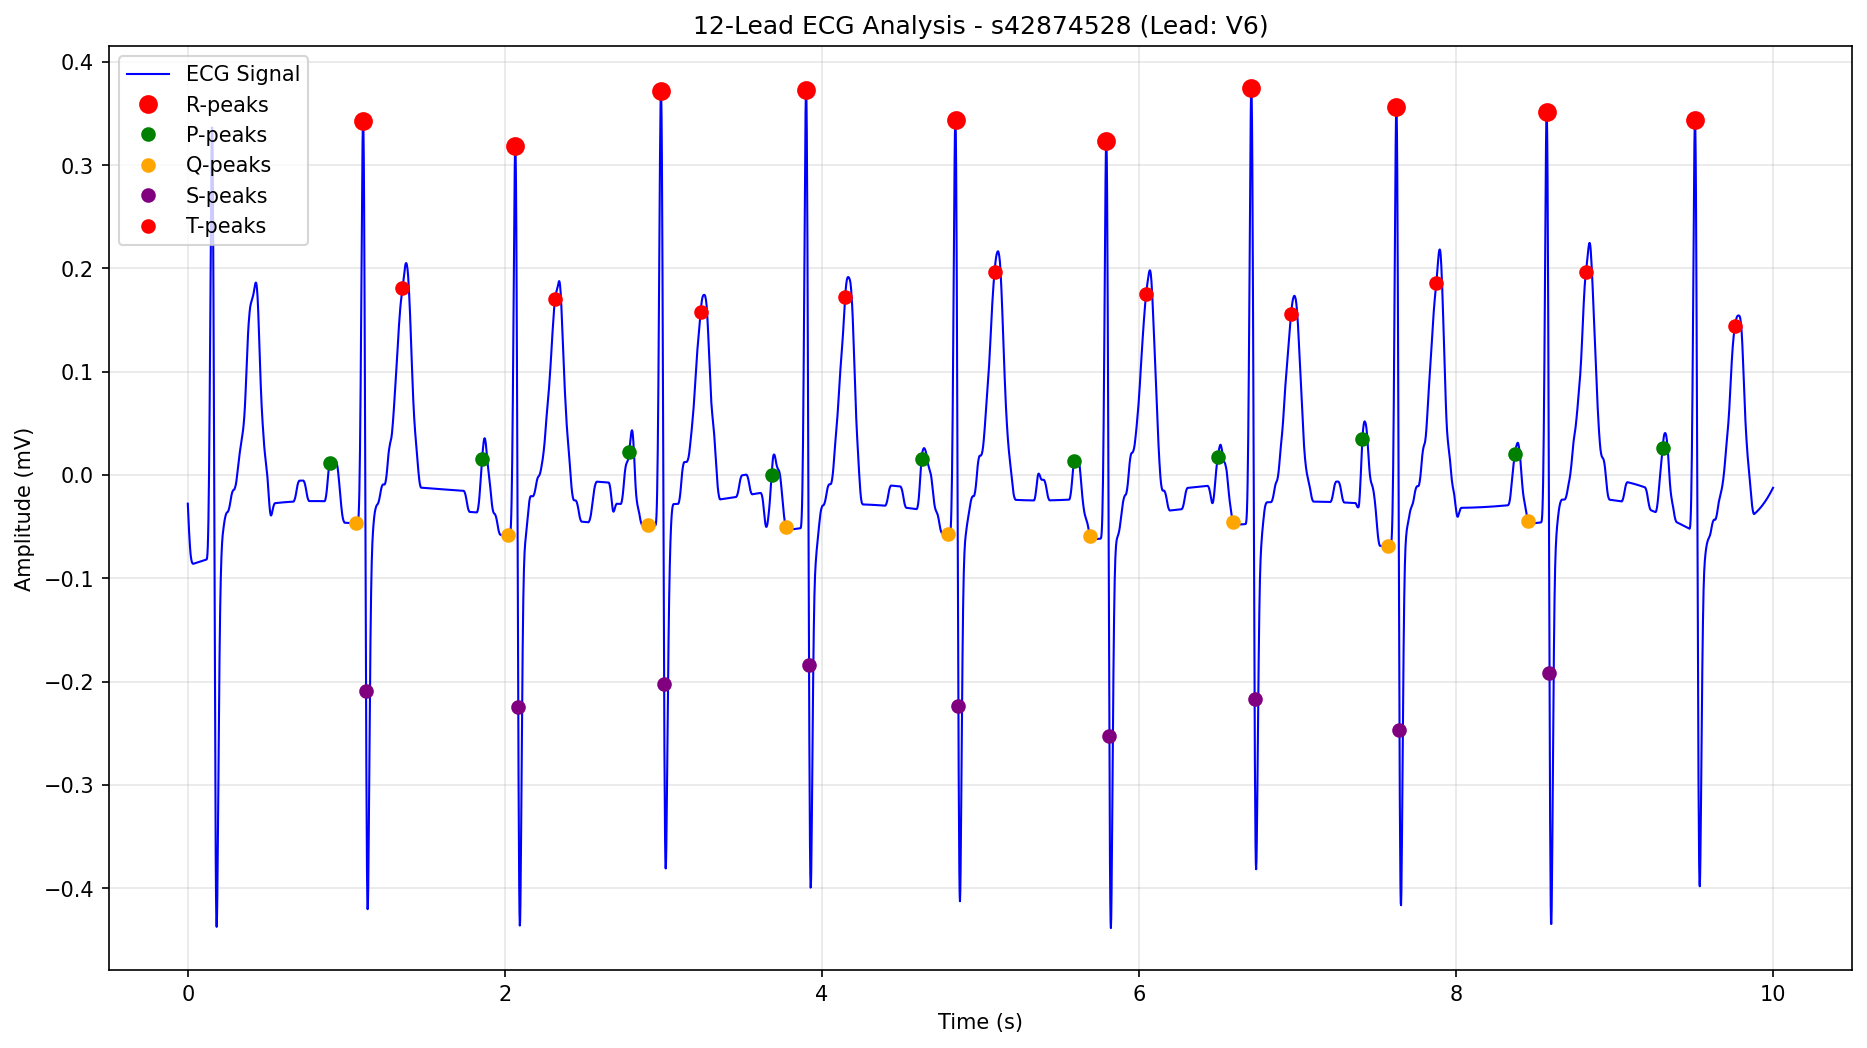 12-Lead ECG Analysis - s42874528 (Lead: V6)
ECG Signal
R-peaks
P-peaks
Q-peaks
S-peaks
T-peaks
0.4
0.3
0.2
0.1
0.0
−0.1
−0.2
−0.3
−0.4
Amplitude (mV)
0 2 4 6 8 10
Time (s)